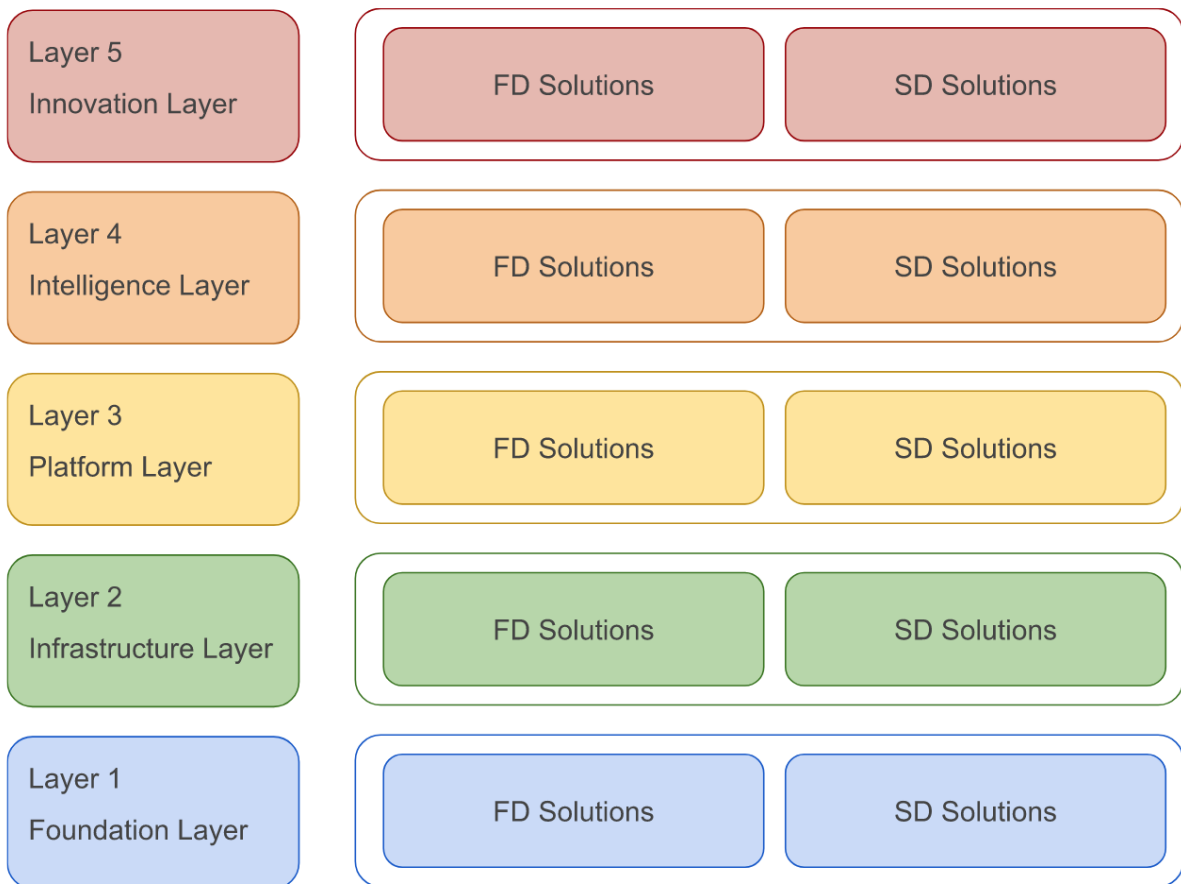 Layer 5
Innovation Layer
FD Solutions
SD Solutions
Layer 4
Intelligence Layer
FD Solutions
SD Solutions
Layer 3
Platform Layer
FD Solutions
SD Solutions
Layer 2
Infrastructure Layer
FD Solutions
SD Solutions
Layer 1
Foundation Layer
FD Solutions
SD Solutions